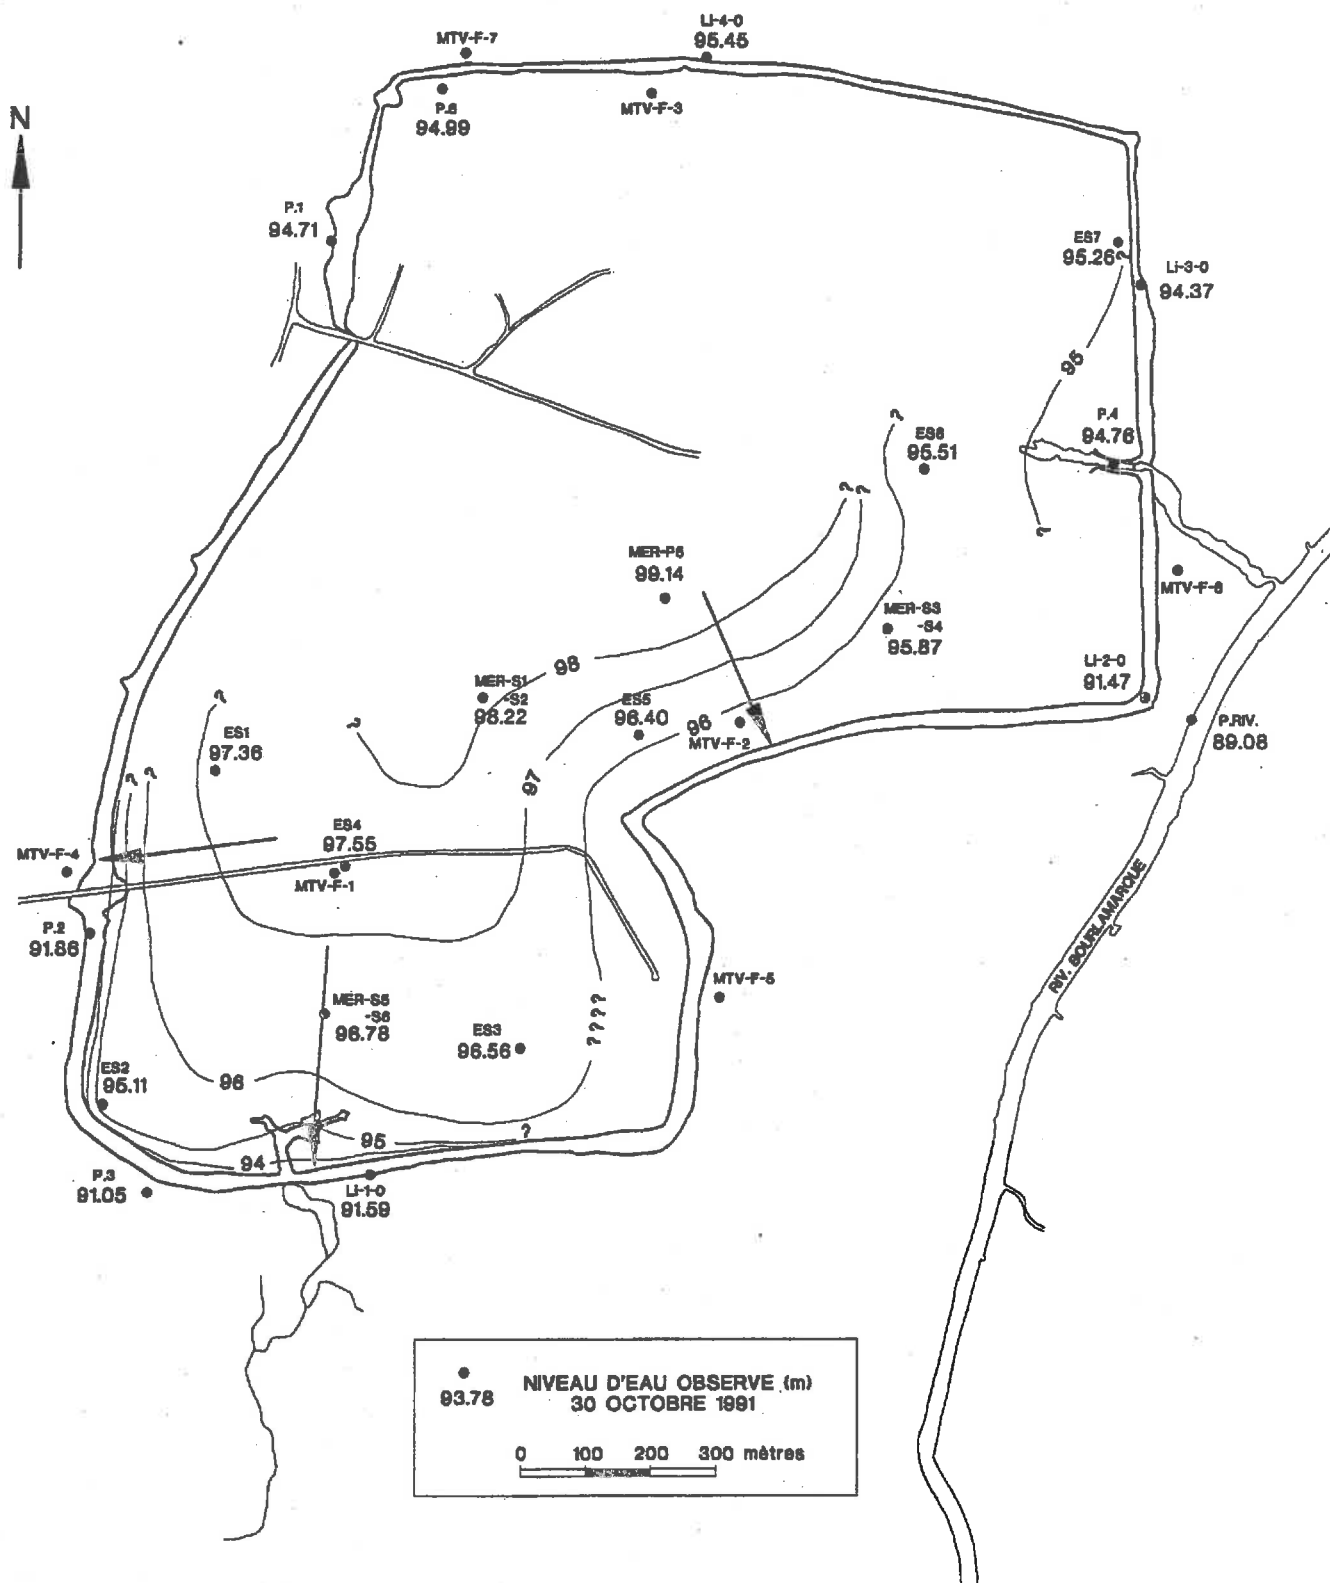 MTV-F-7
LI-4-0
95.45
P.6
94.99
MTV-F-3
N
P.1
94.71
ES7
95.26?
Li-3-0
94.37
95
P.4
94.76
?
ES6
95.51
? ?
?
MER-P5
99.14
MTV-F-6
MER-S3
-S4
95.87
98
LI-2-0
91.47
MER-S1
-S2
98.22
ES5
96.40
96
MTV-F-2
P.RIV.
89.08
?
?
ES1
97.36
? ?
97
ES4
97.55
MTV-F-4
MTV-F-1
RIV. BOURLAMAQUE
P.2
91.86
MTV-F-5
MER-S5
-S6
96.78
ES3
96.56
? ? ? ?
ES2
95.11
96
95
?
94
P.3
91.05
Li-1-0
91.59
93.78
NIVEAU D'EAU OBSERVE (m)
30 OCTOBRE 1991
0 100 200 300 mètres